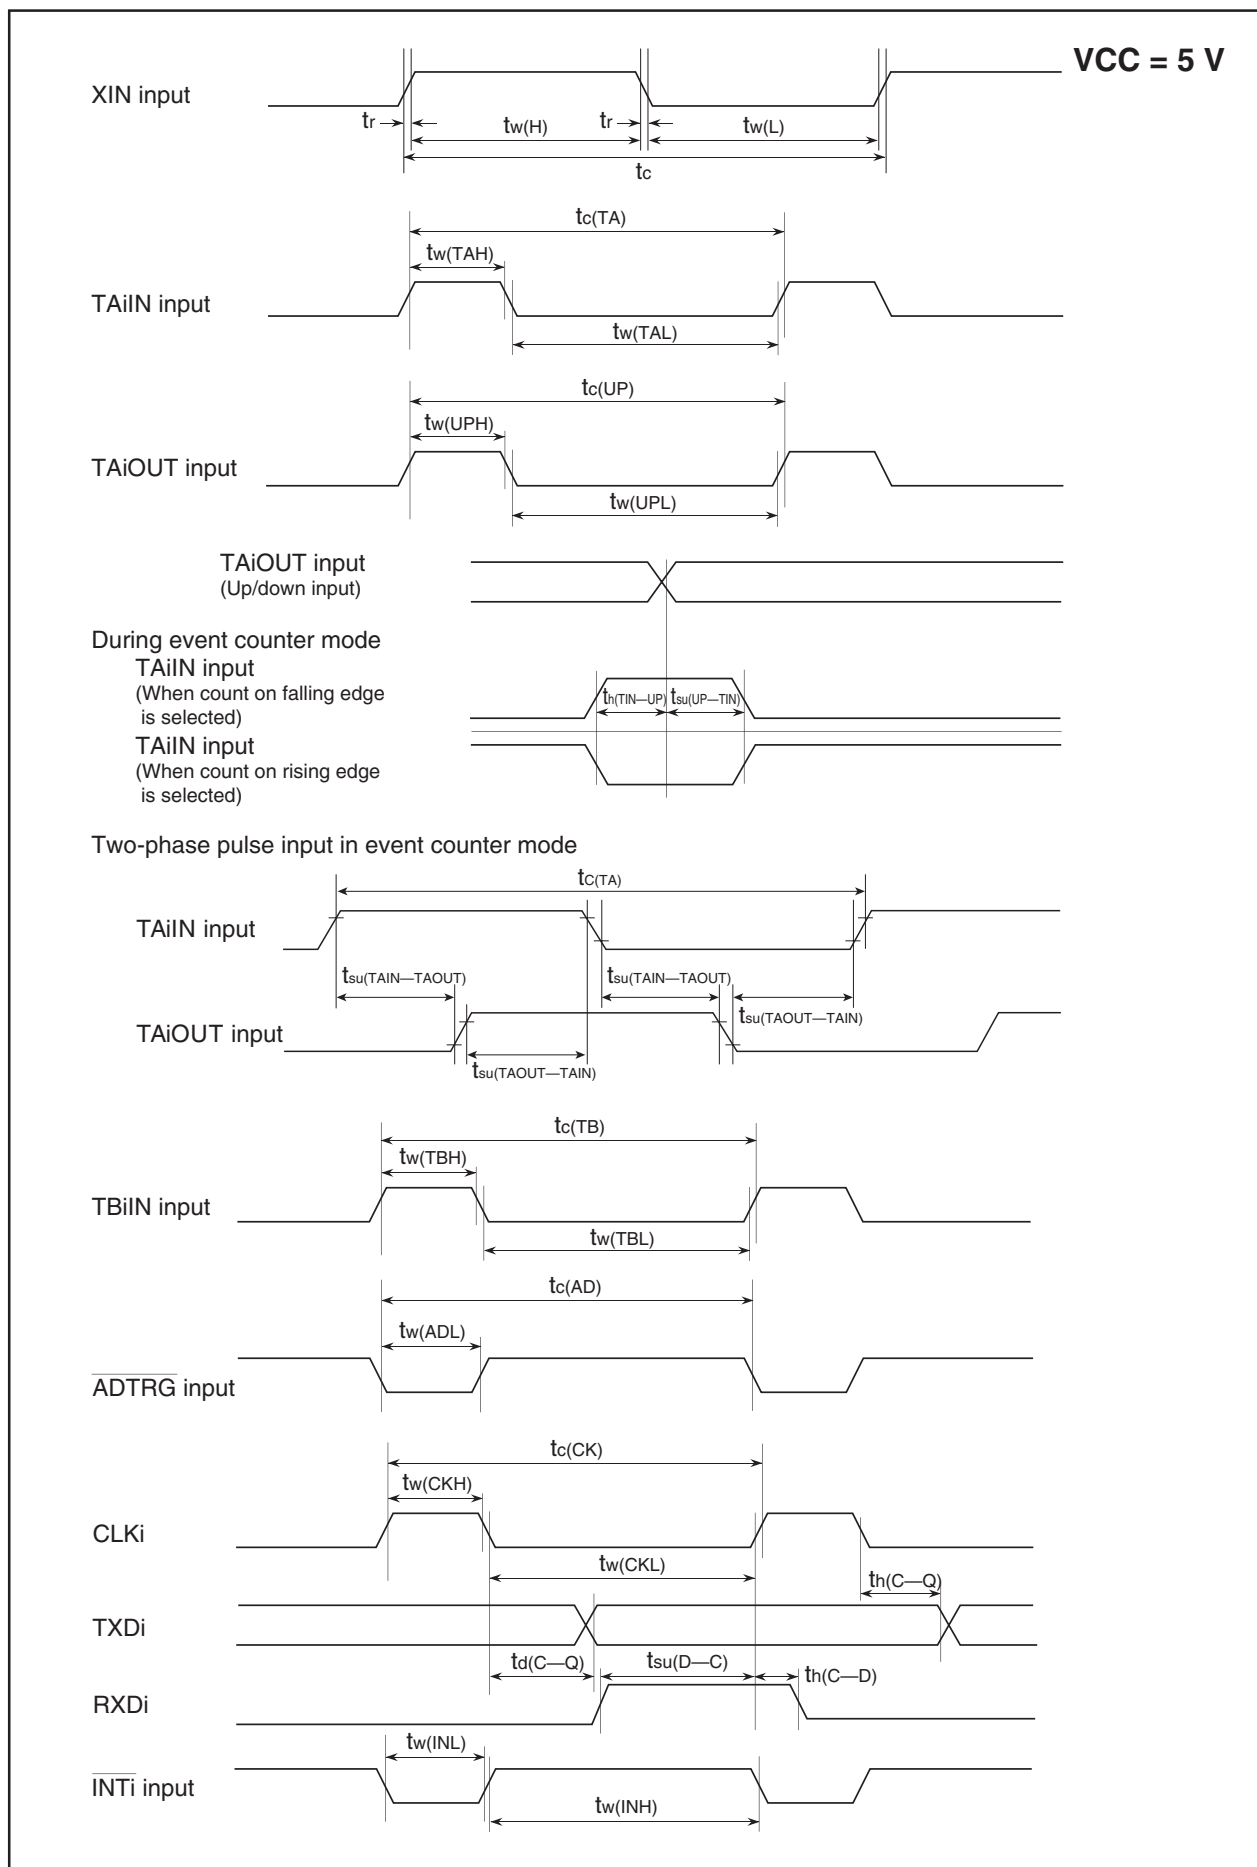 VCC = 5 V
XIN input
tr
tw(H)
tr
tw(L)
tc
tc(TA)
tw(TAH)
TAiIN input
tw(TAL)
tc(UP)
tw(UPH)
TAiOUT input
tw(UPL)
TAiOUT input
(Up/down input)
During event counter mode
TAiIN input
(When count on falling edge
is selected)
th(TIN—UP)
tsu(UP—TIN)
TAiIN input
(When count on rising edge
is selected)
Two-phase pulse input in event counter mode
tC(TA)
TAiIN input
tsu(TAIN—TAOUT)
tsu(TAIN—TAOUT)
tsu(TAOUT—TAIN)
TAiOUT input
tsu(TAOUT—TAIN)
tc(TB)
tw(TBH)
TBiIN input
tw(TBL)
tc(AD)
tw(ADL)
ADTRG input
tc(CK)
tw(CKH)
CLKi
tw(CKL)
th(C—Q)
TXDi
td(C—Q)
tsu(D—C)
th(C—D)
RXDi
tw(INL)
INTi input
tw(INH)